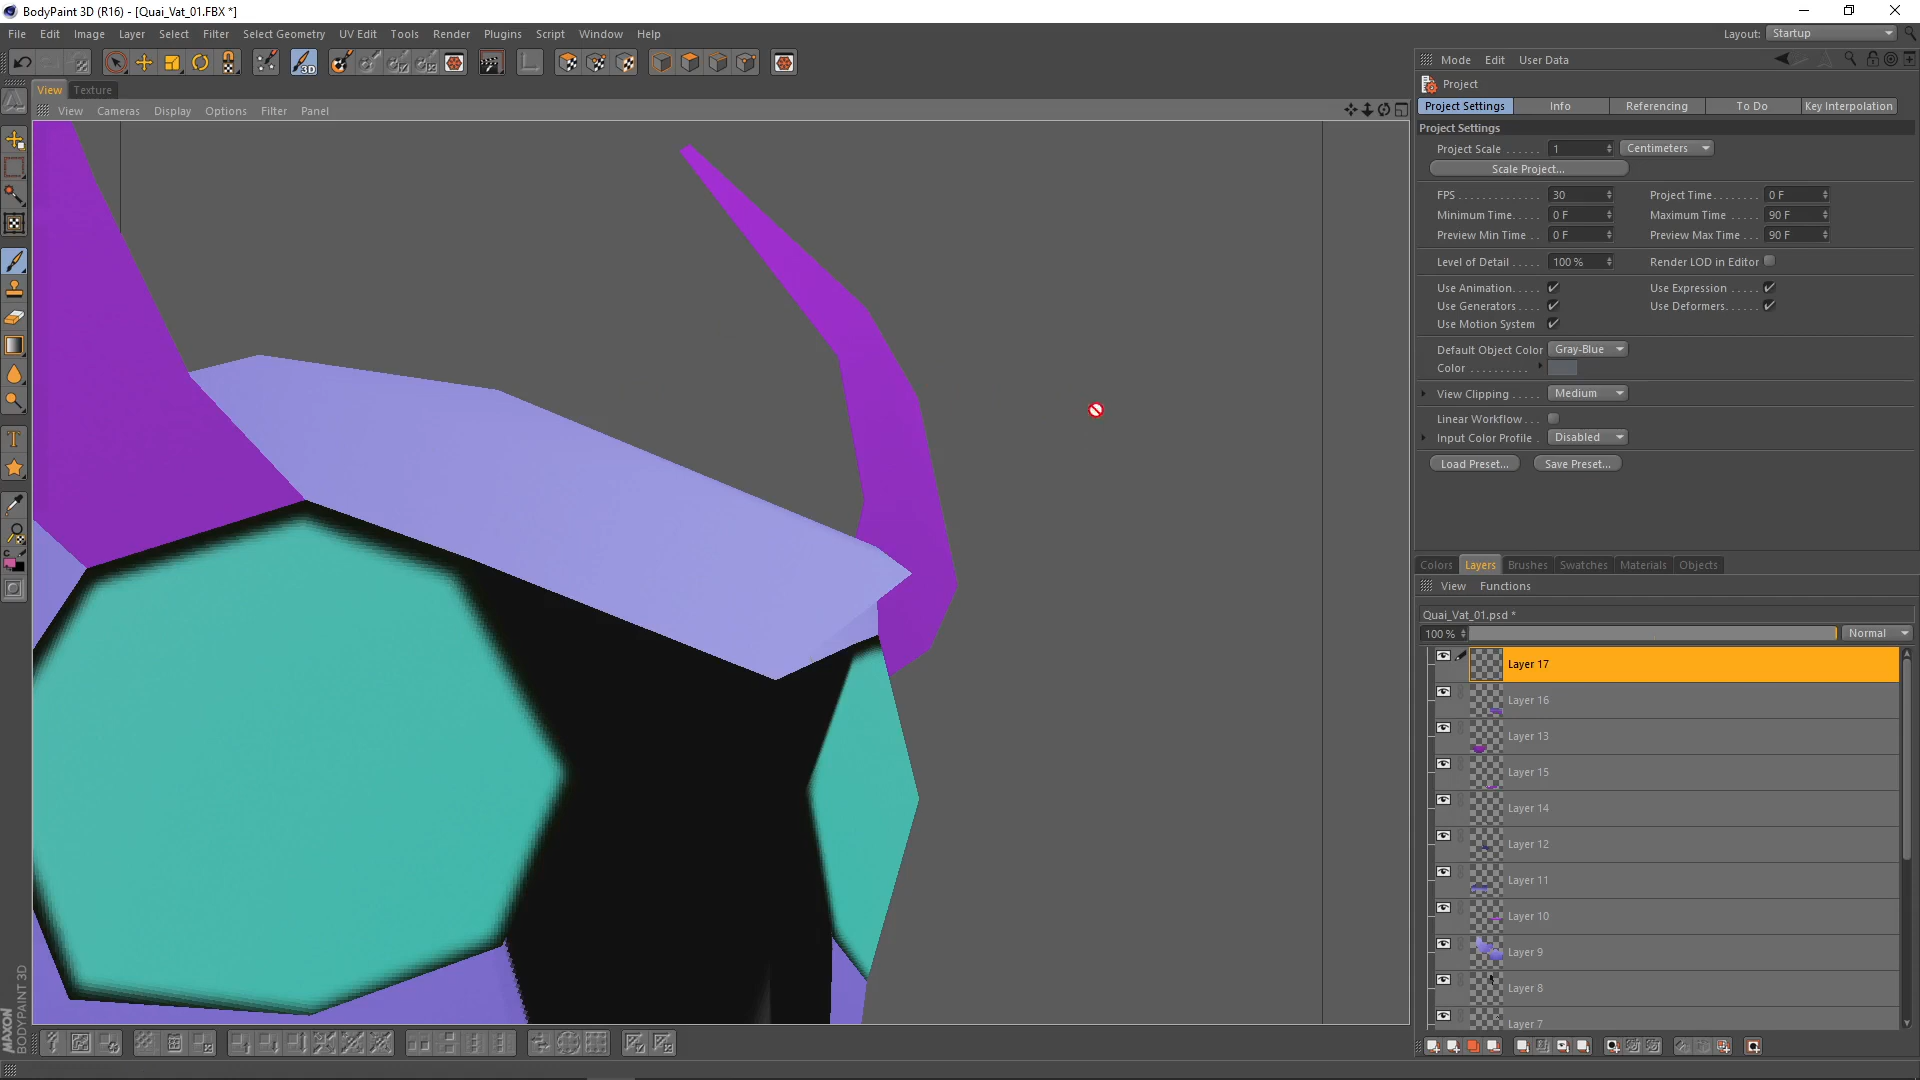 BodyPaint 3D (R16) - [Quai_Vat_01.FBX *]
File Edit Image Layer Select Filter Select Geometry UV Edit Tools Render Plugins Script Window Help
Layout: Startup
View Texture
View Cameras Display Options Filter Panel
Mode Edit User Data
Project
Project Settings Info Referencing To Do Key Interpolation
Project Settings
Project Scale . . . . . . 1 Centimeters
Scale Project...
FPS . . . . . . . . . . . . . . 30 Project Time . . . . . . . . 0 F
Minimum Time. . . . . 0 F Maximum Time . . . . . 90 F
Preview Min Time . . 0 F Preview Max Time . . . 90 F
Level of Detail . . . . . 100 % Render LOD in Editor
Use Animation. . . . . Use Expression . . . . .
Use Generators . . . . Use Deformers. . . . . .
Use Motion System
Default Object Color Gray-Blue
Color . . . . . . . . . .
View Clipping . . . . . Medium
Linear Workflow . . .
Input Color Profile . Disabled
Load Preset... Save Preset...
Colors Layers Brushes Swatches Materials Objects
View Functions
Quai_Vat_01.psd *
100 % Normal
Layer 17
Layer 16
Layer 13
Layer 15
Layer 14
Layer 12
Layer 11
Layer 10
Layer 9
Layer 8
Layer 7
MAXON
BODYPAINT 3D